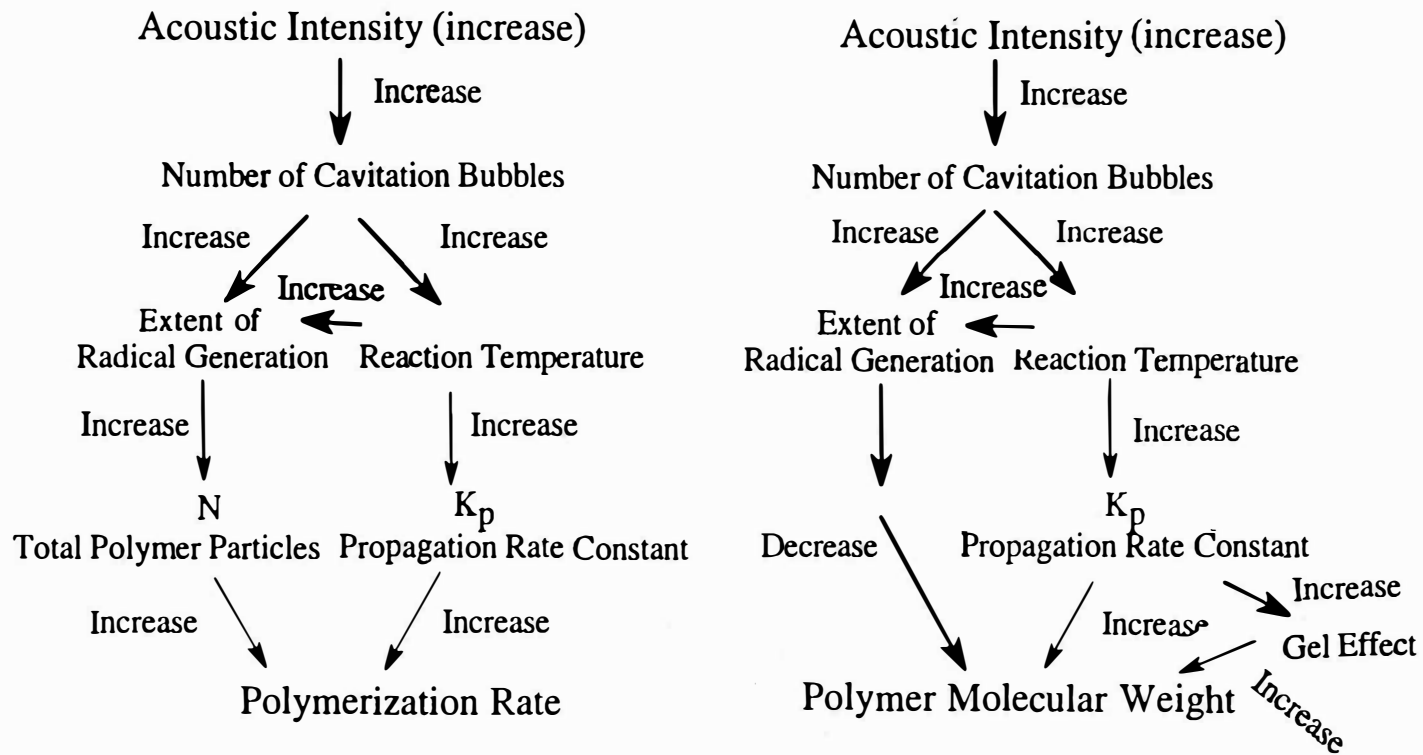 Acoustic Intensity (increase)
Increase
Number of Cavitation Bubbles
Increase
Increase
Increase
Extent of
Radical Generation
Reaction Temperature
Increase
Increase
N
Total Polymer Particles
Kp
Propagation Rate Constant
Increase
Increase
Polymerization Rate
Acoustic Intensity (increase)
Increase
Number of Cavitation Bubbles
Increase
Increase
Increase
Extent of
Radical Generation
Reaction Temperature
Increase
Kp
Propagation Rate Constant
Decrease
Increase
Increase
Gel Effect
Increase
Polymer Molecular Weight